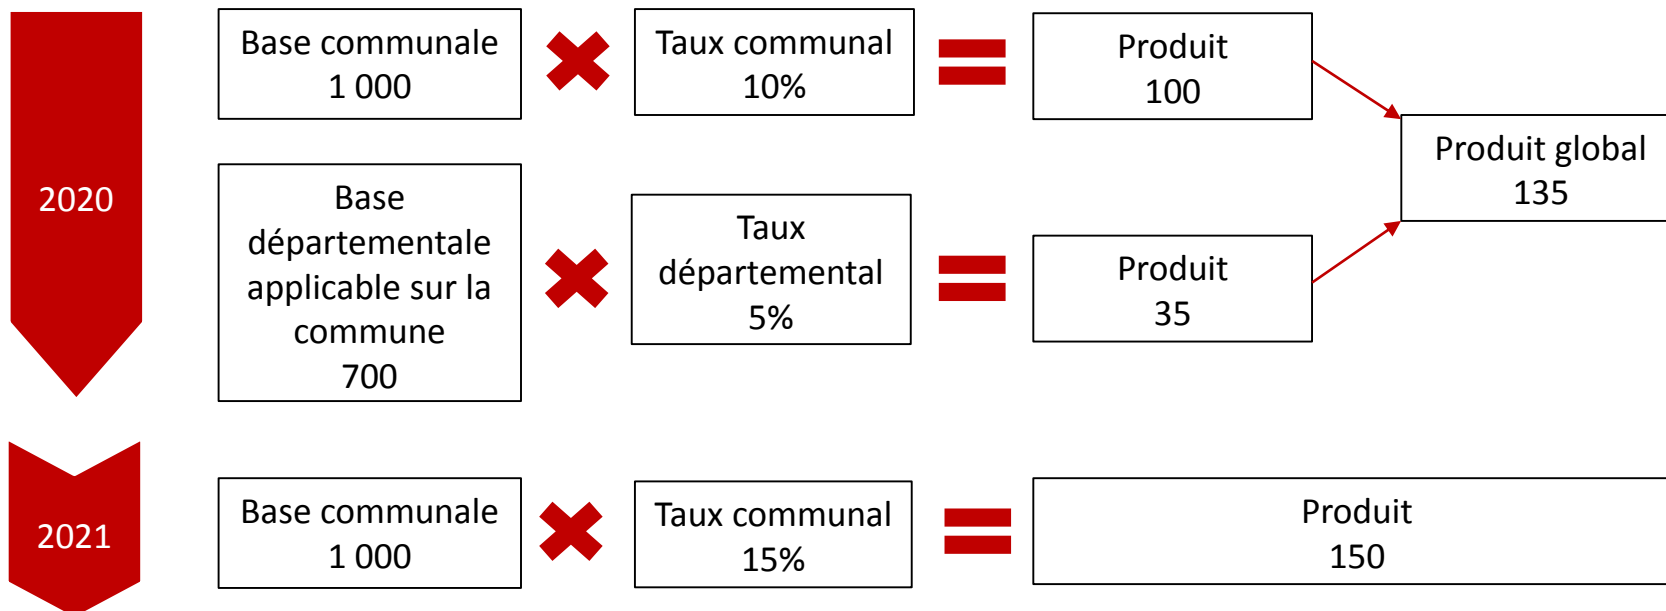 2020
Base communale
1 000
Taux communal
10%
Produit
100
Produit global
135
Base
départementale
applicable sur la
commune
700
Taux
départemental
5%
Produit
35
2021
Base communale
1 000
Taux communal
15%
Produit
150